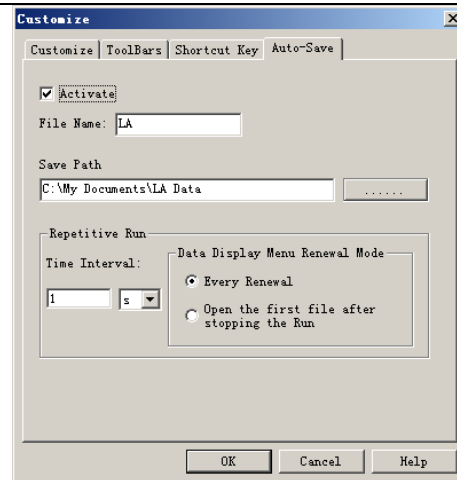 Customize
Customize ToolBars Shortcut Key Auto-Save
Activate
File Name: LA
Save Path
C:\My Documents\LA Data ......
Repetitive Run
Time Interval:
1 s
Data Display Menu Renewal Mode
Every Renewal
Open the first file after
stopping the Run
OK Cancel Help